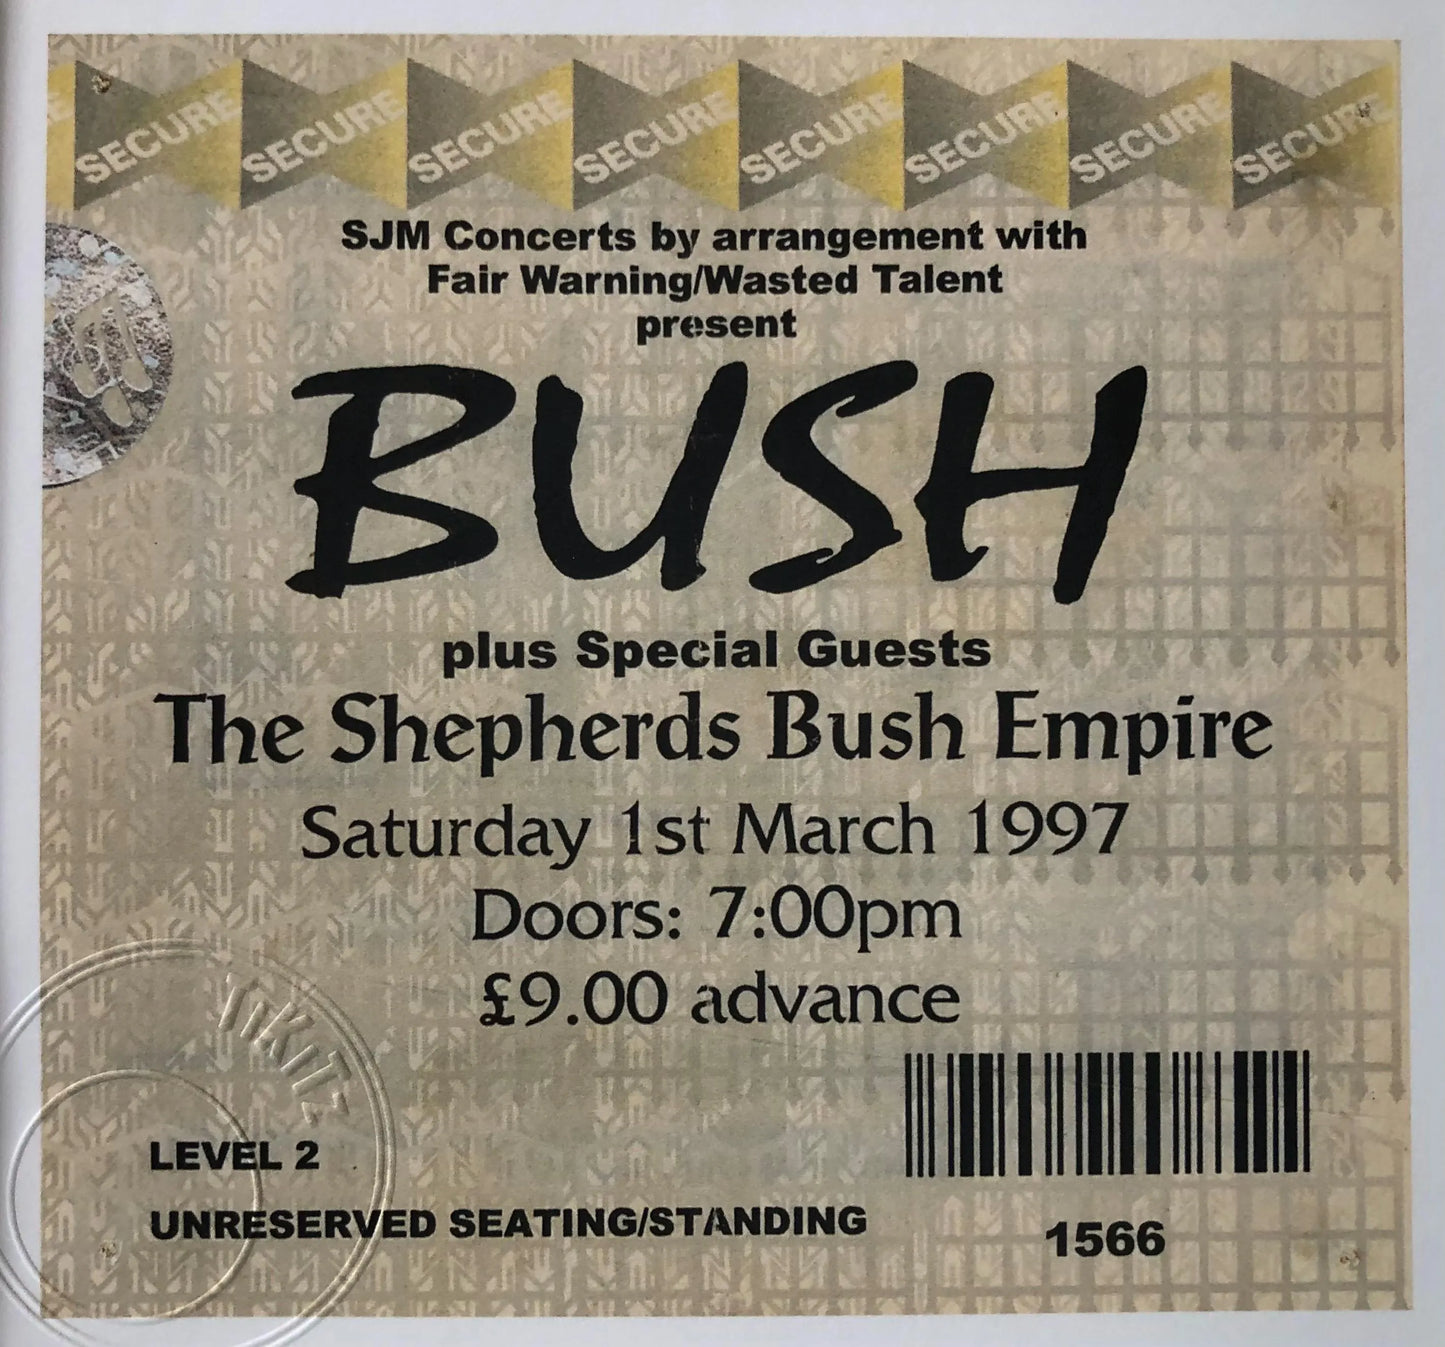 SECURE SECURE SECURE SECURE SECURE SECURE SECURE SECURE
SJM Concerts by arrangement with
Fair Warning/Wasted Talent
present
BUSH
plus Special Guests
The Shepherds Bush Empire
Saturday 1st March 1997
Doors: 7:00pm
£9.00 advance
TiKiTz
LEVEL 2
UNRESERVED SEATING/STANDING
1566